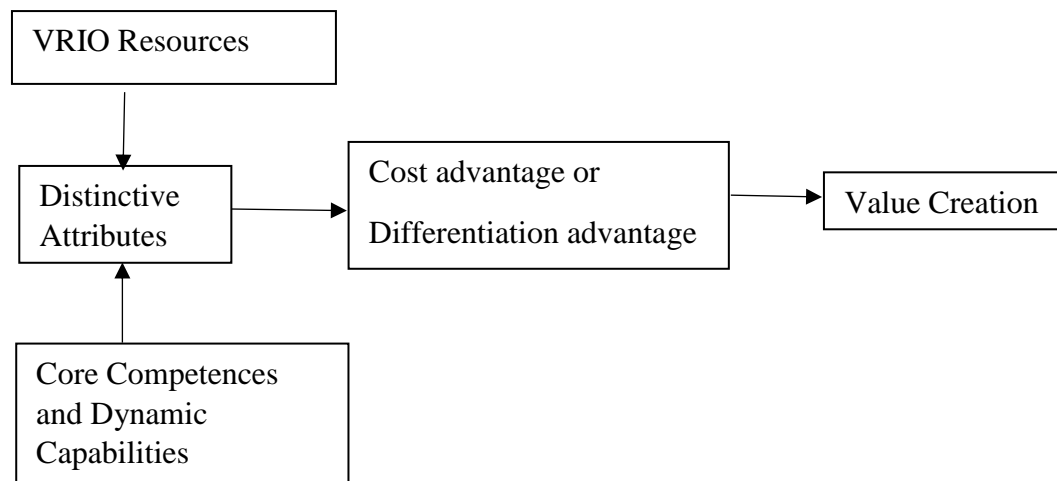 VRIO Resources
Distinctive
Attributes
Cost advantage or
Differentiation advantage
Value Creation
Core Competences
and Dynamic
Capabilities